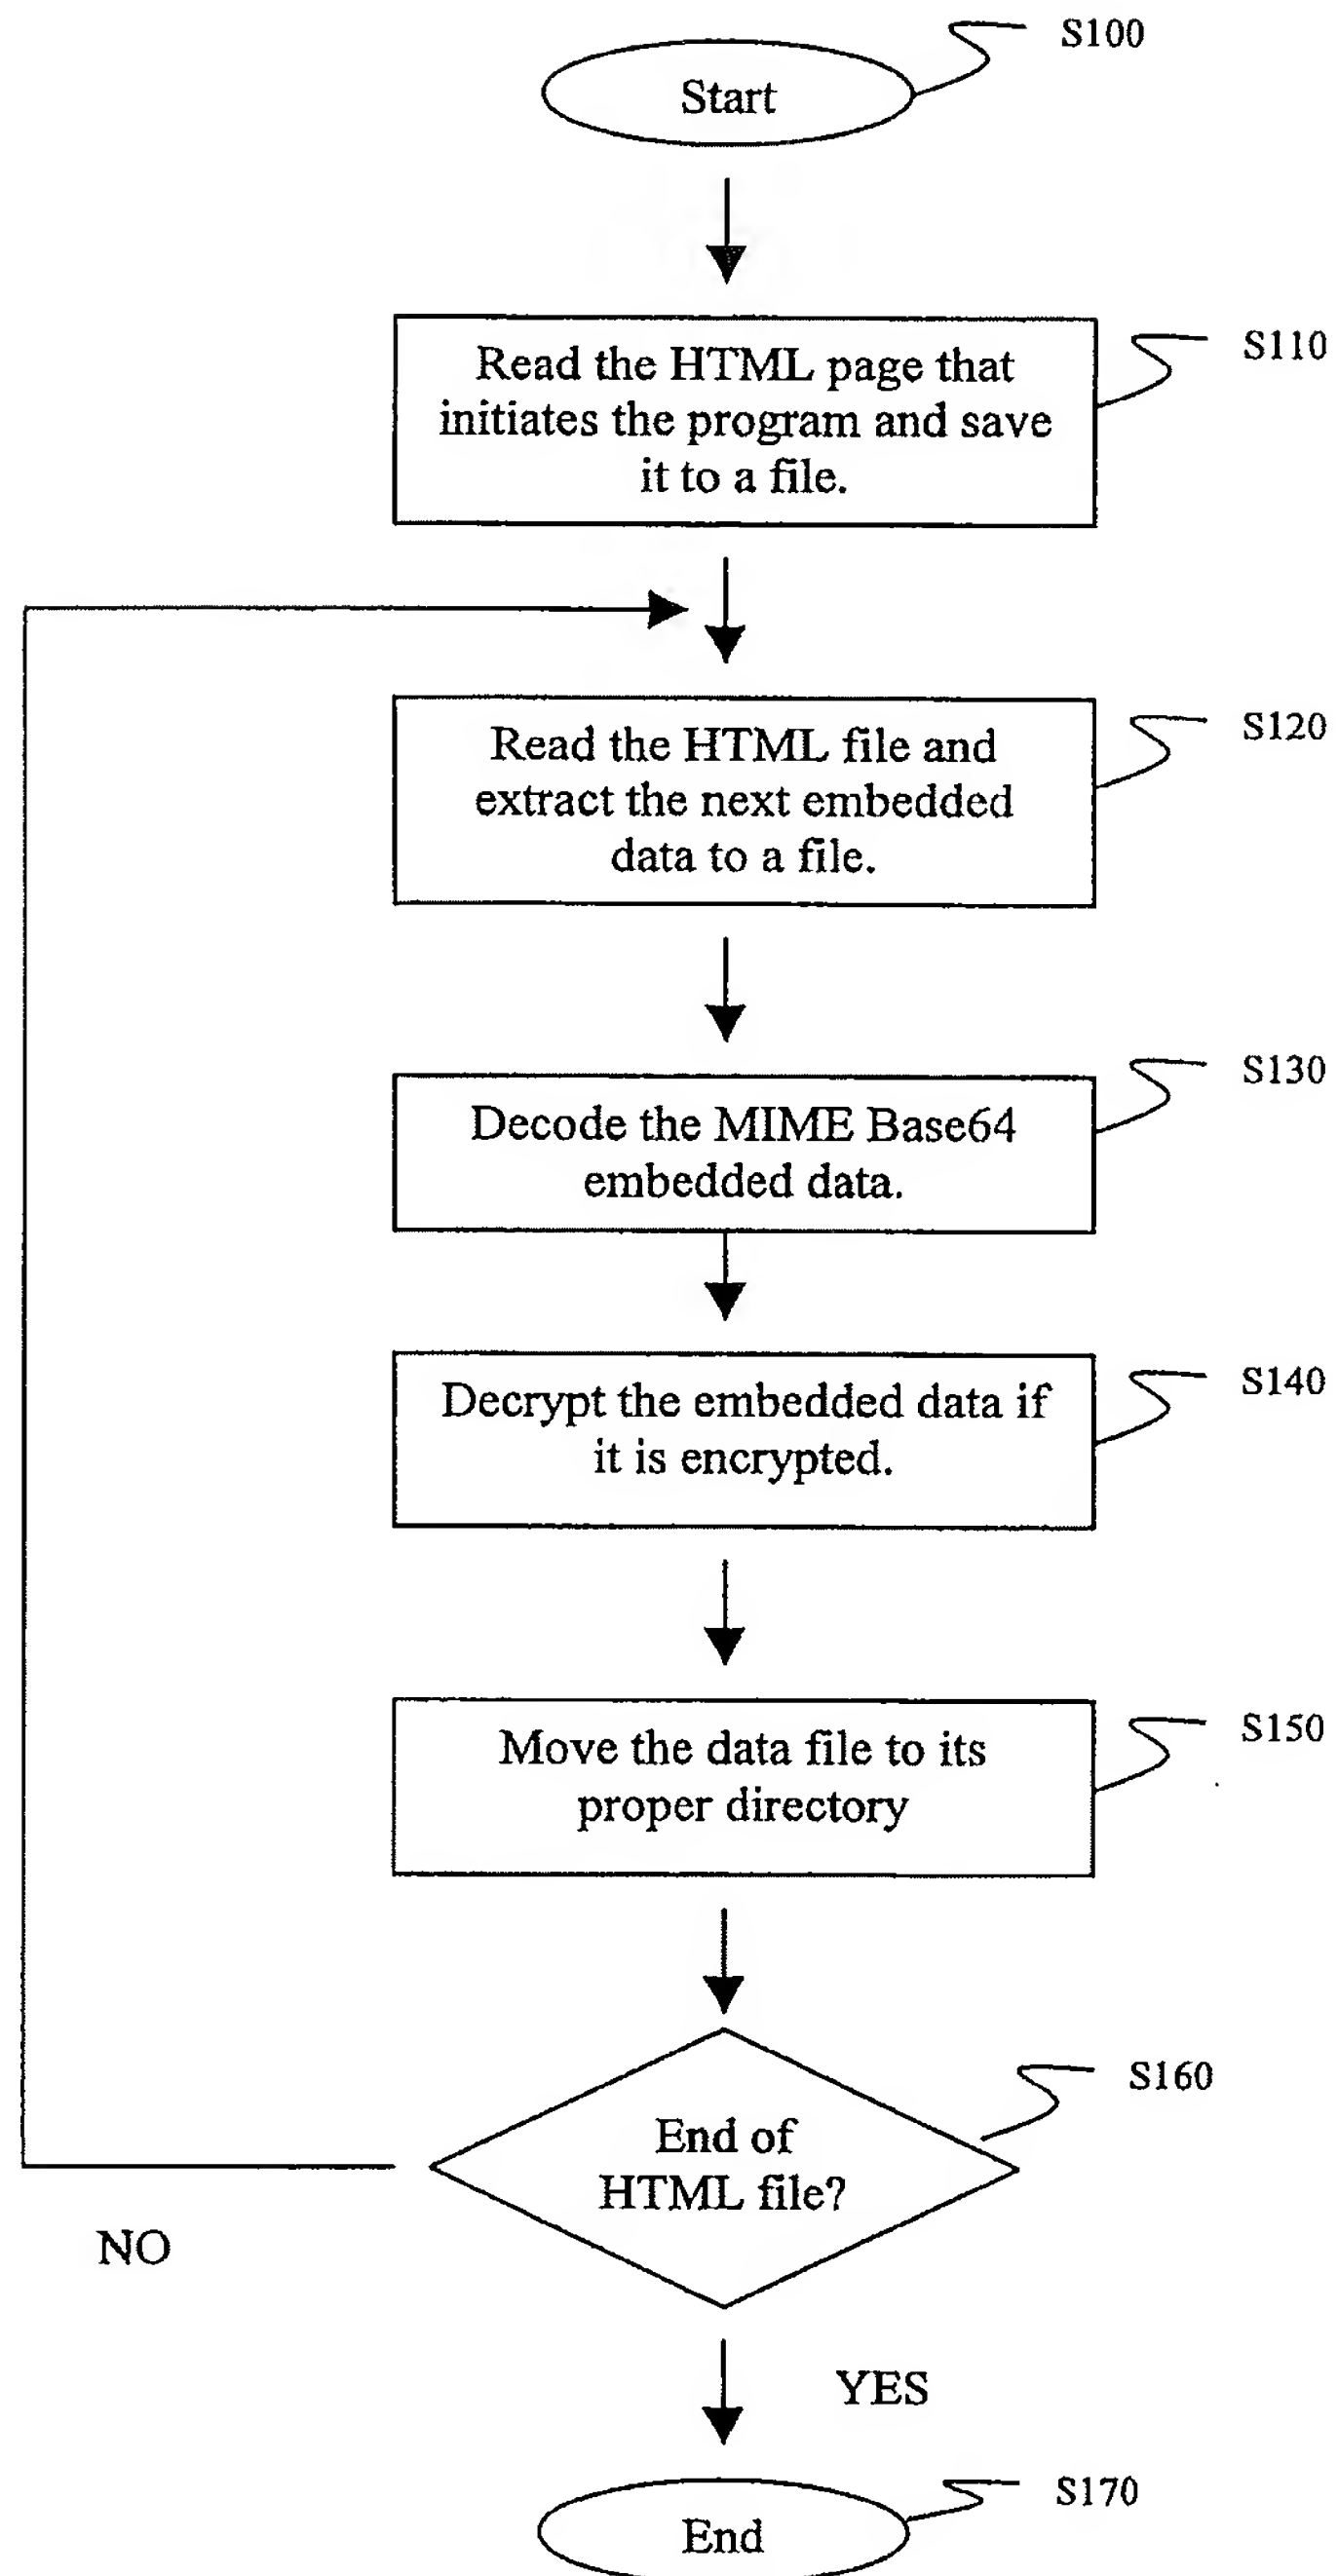 S100
Start
S110
Read the HTML page that
initiates the program and save
it to a file.
S120
Read the HTML file and
extract the next embedded
data to a file.
S130
Decode the MIME Base64
embedded data.
S140
Decrypt the embedded data if
it is encrypted.
S150
Move the data file to its
proper directory
S160
End of
HTML file?
NO
YES
S170
End